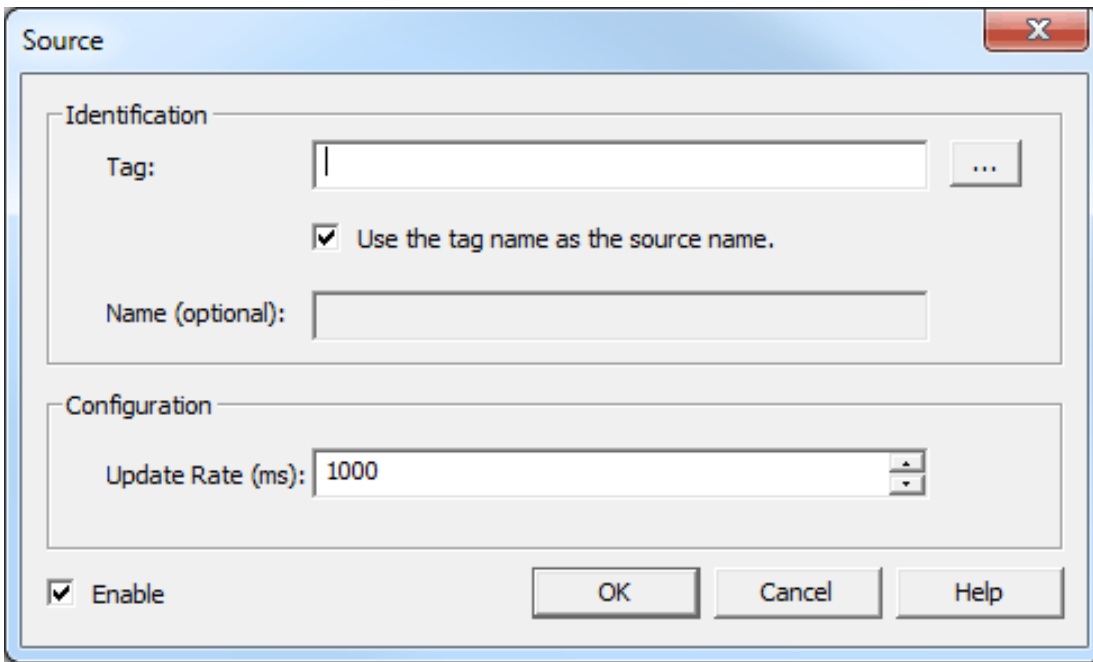 Source
Identification
Tag:
...
Use the tag name as the source name.
Name (optional):
Configuration
Update Rate (ms): 1000
Enable OK Cancel Help